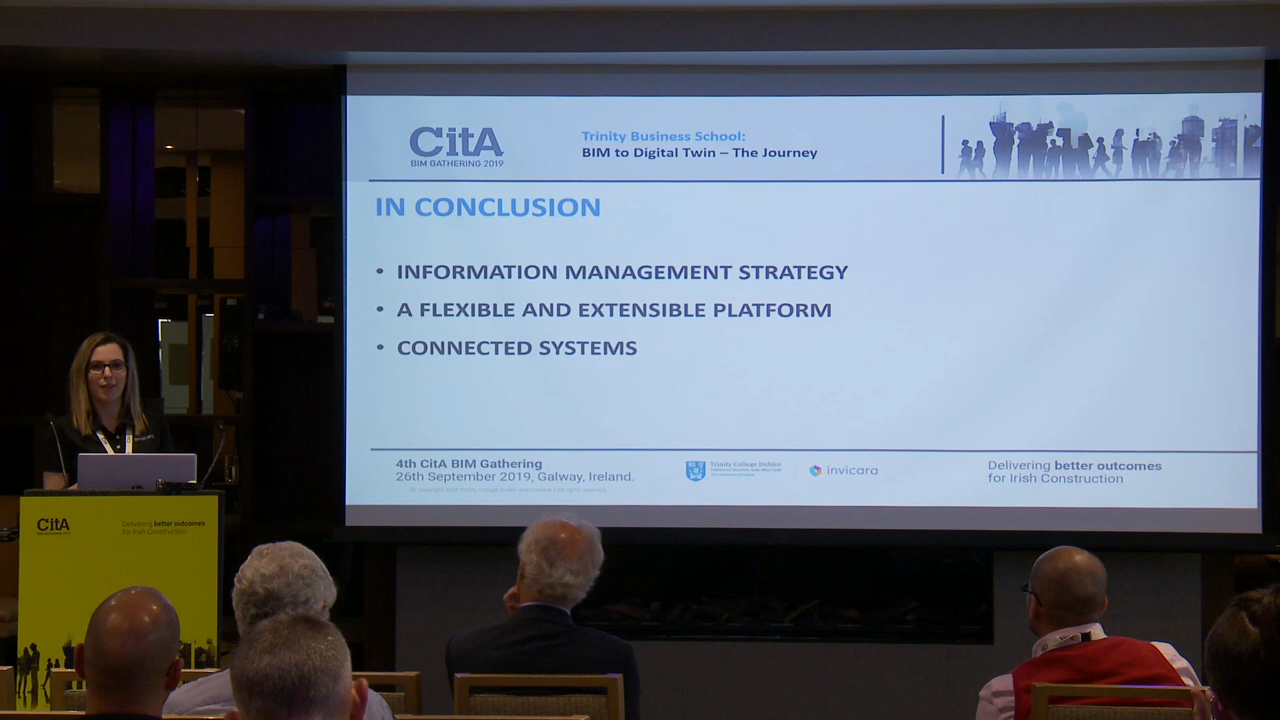 CitA
BIM GATHERING 2019
Trinity Business School:
BIM to Digital Twin – The Journey
IN CONCLUSION
• INFORMATION MANAGEMENT STRATEGY
• A FLEXIBLE AND EXTENSIBLE PLATFORM
• CONNECTED SYSTEMS
4th CitA BIM Gathering
26th September 2019, Galway, Ireland.
Trinity College Dublin
invicara
Delivering better outcomes
for Irish Construction
CitA
Delivering better outcomes
for Irish Construction